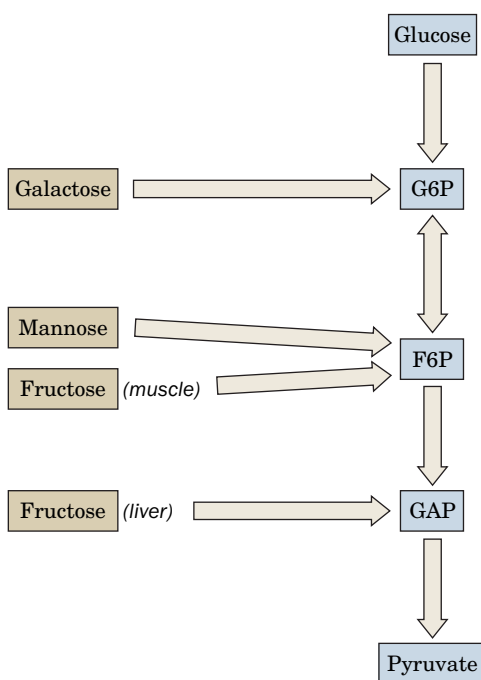 Glucose
Galactose
G6P
Mannose
F6P
Fructose (muscle)
Fructose (liver)
GAP
Pyruvate